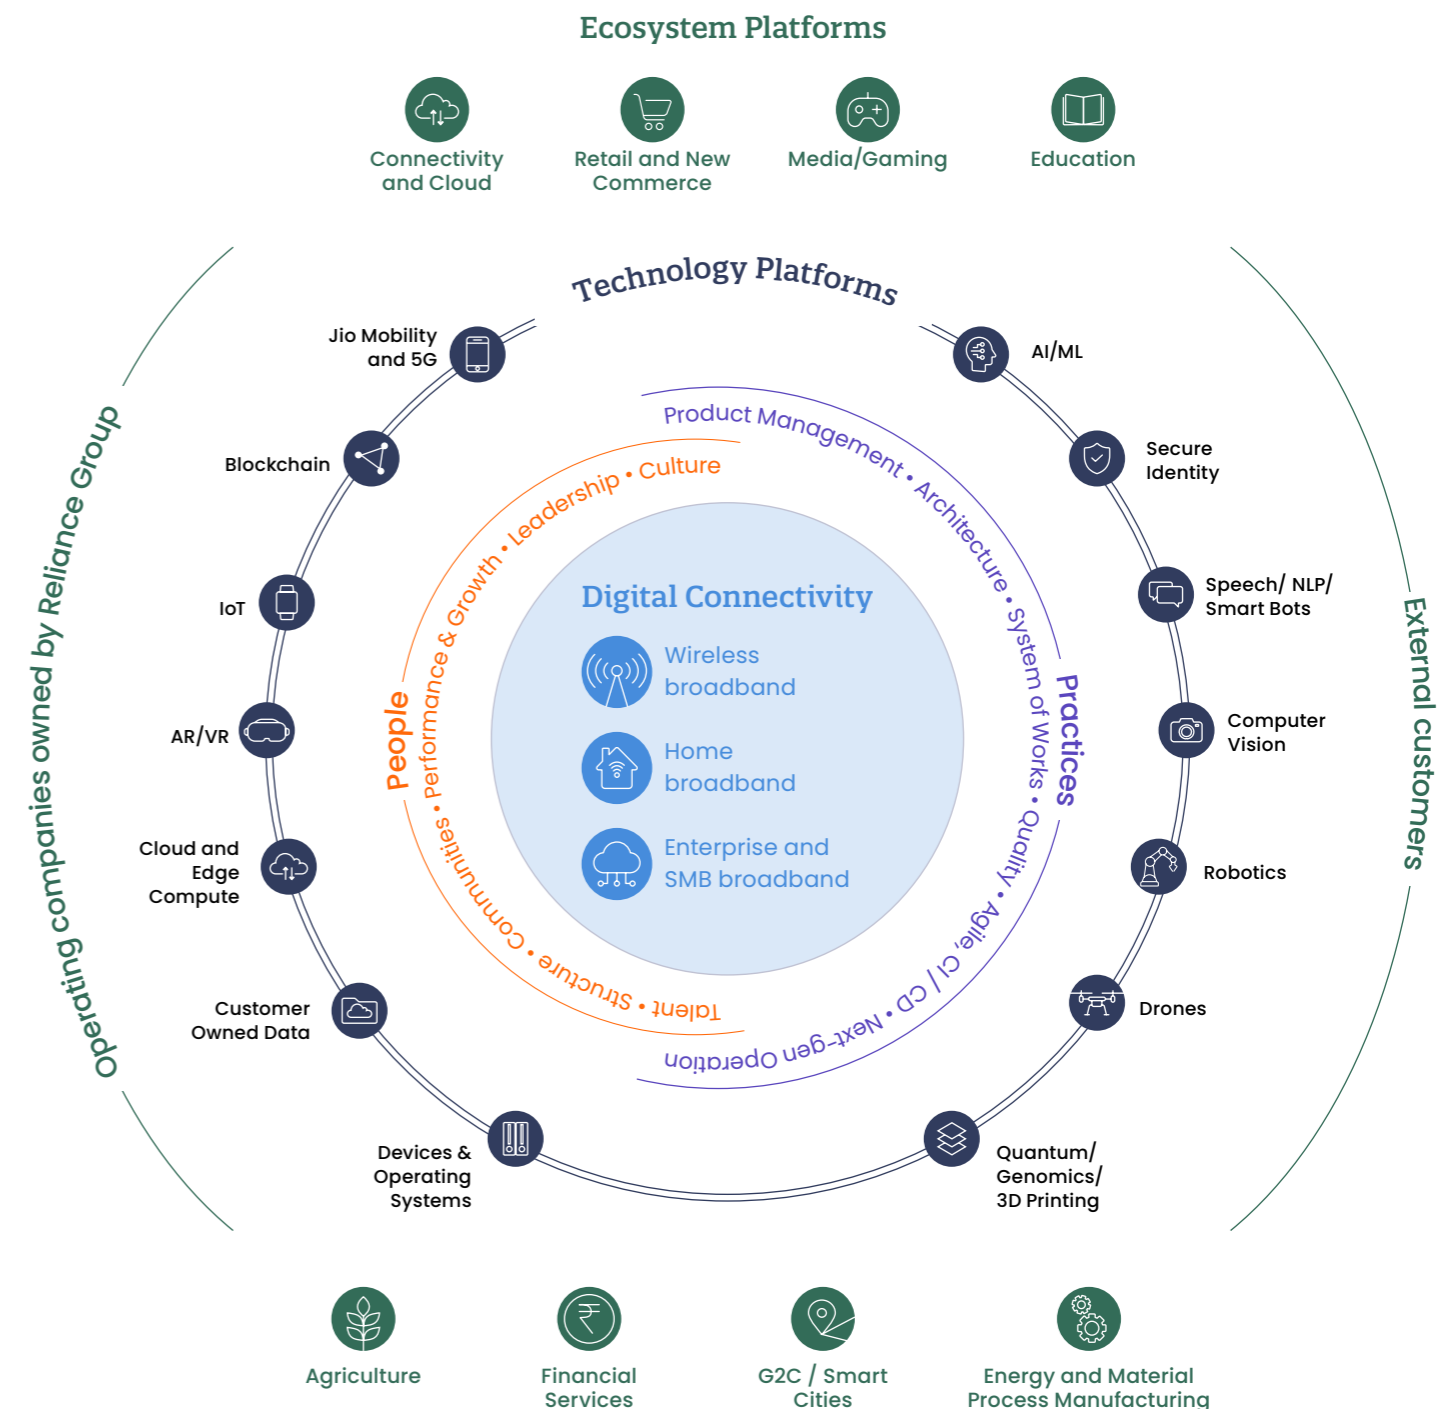 Ecosystem Platforms
Connectivity
and Cloud
Retail and New
Commerce
Media/Gaming
Education
Technology Platforms
Operating companies owned by Reliance Group
External customers
Jio Mobility
and 5G
Blockchain
IoT
AR/VR
Cloud and
Edge
Compute
Customer
Owned Data
Devices &
Operating
Systems
AI/ML
Secure
Identity
Speech/ NLP/
Smart Bots
Computer
Vision
Robotics
Drones
Quantum/
Genomics/
3D Printing
People
Talent • Structure • Communities • Performance & Growth • Leadership • Culture
Practices
Product Management • Architecture • System of Works • Quality • Agile, CI / CD • Next-gen Operation
Digital Connectivity
Wireless
broadband
Home
broadband
Enterprise and
SMB broadband
Agriculture
Financial
Services
G2C / Smart
Cities
Energy and Material
Process Manufacturing